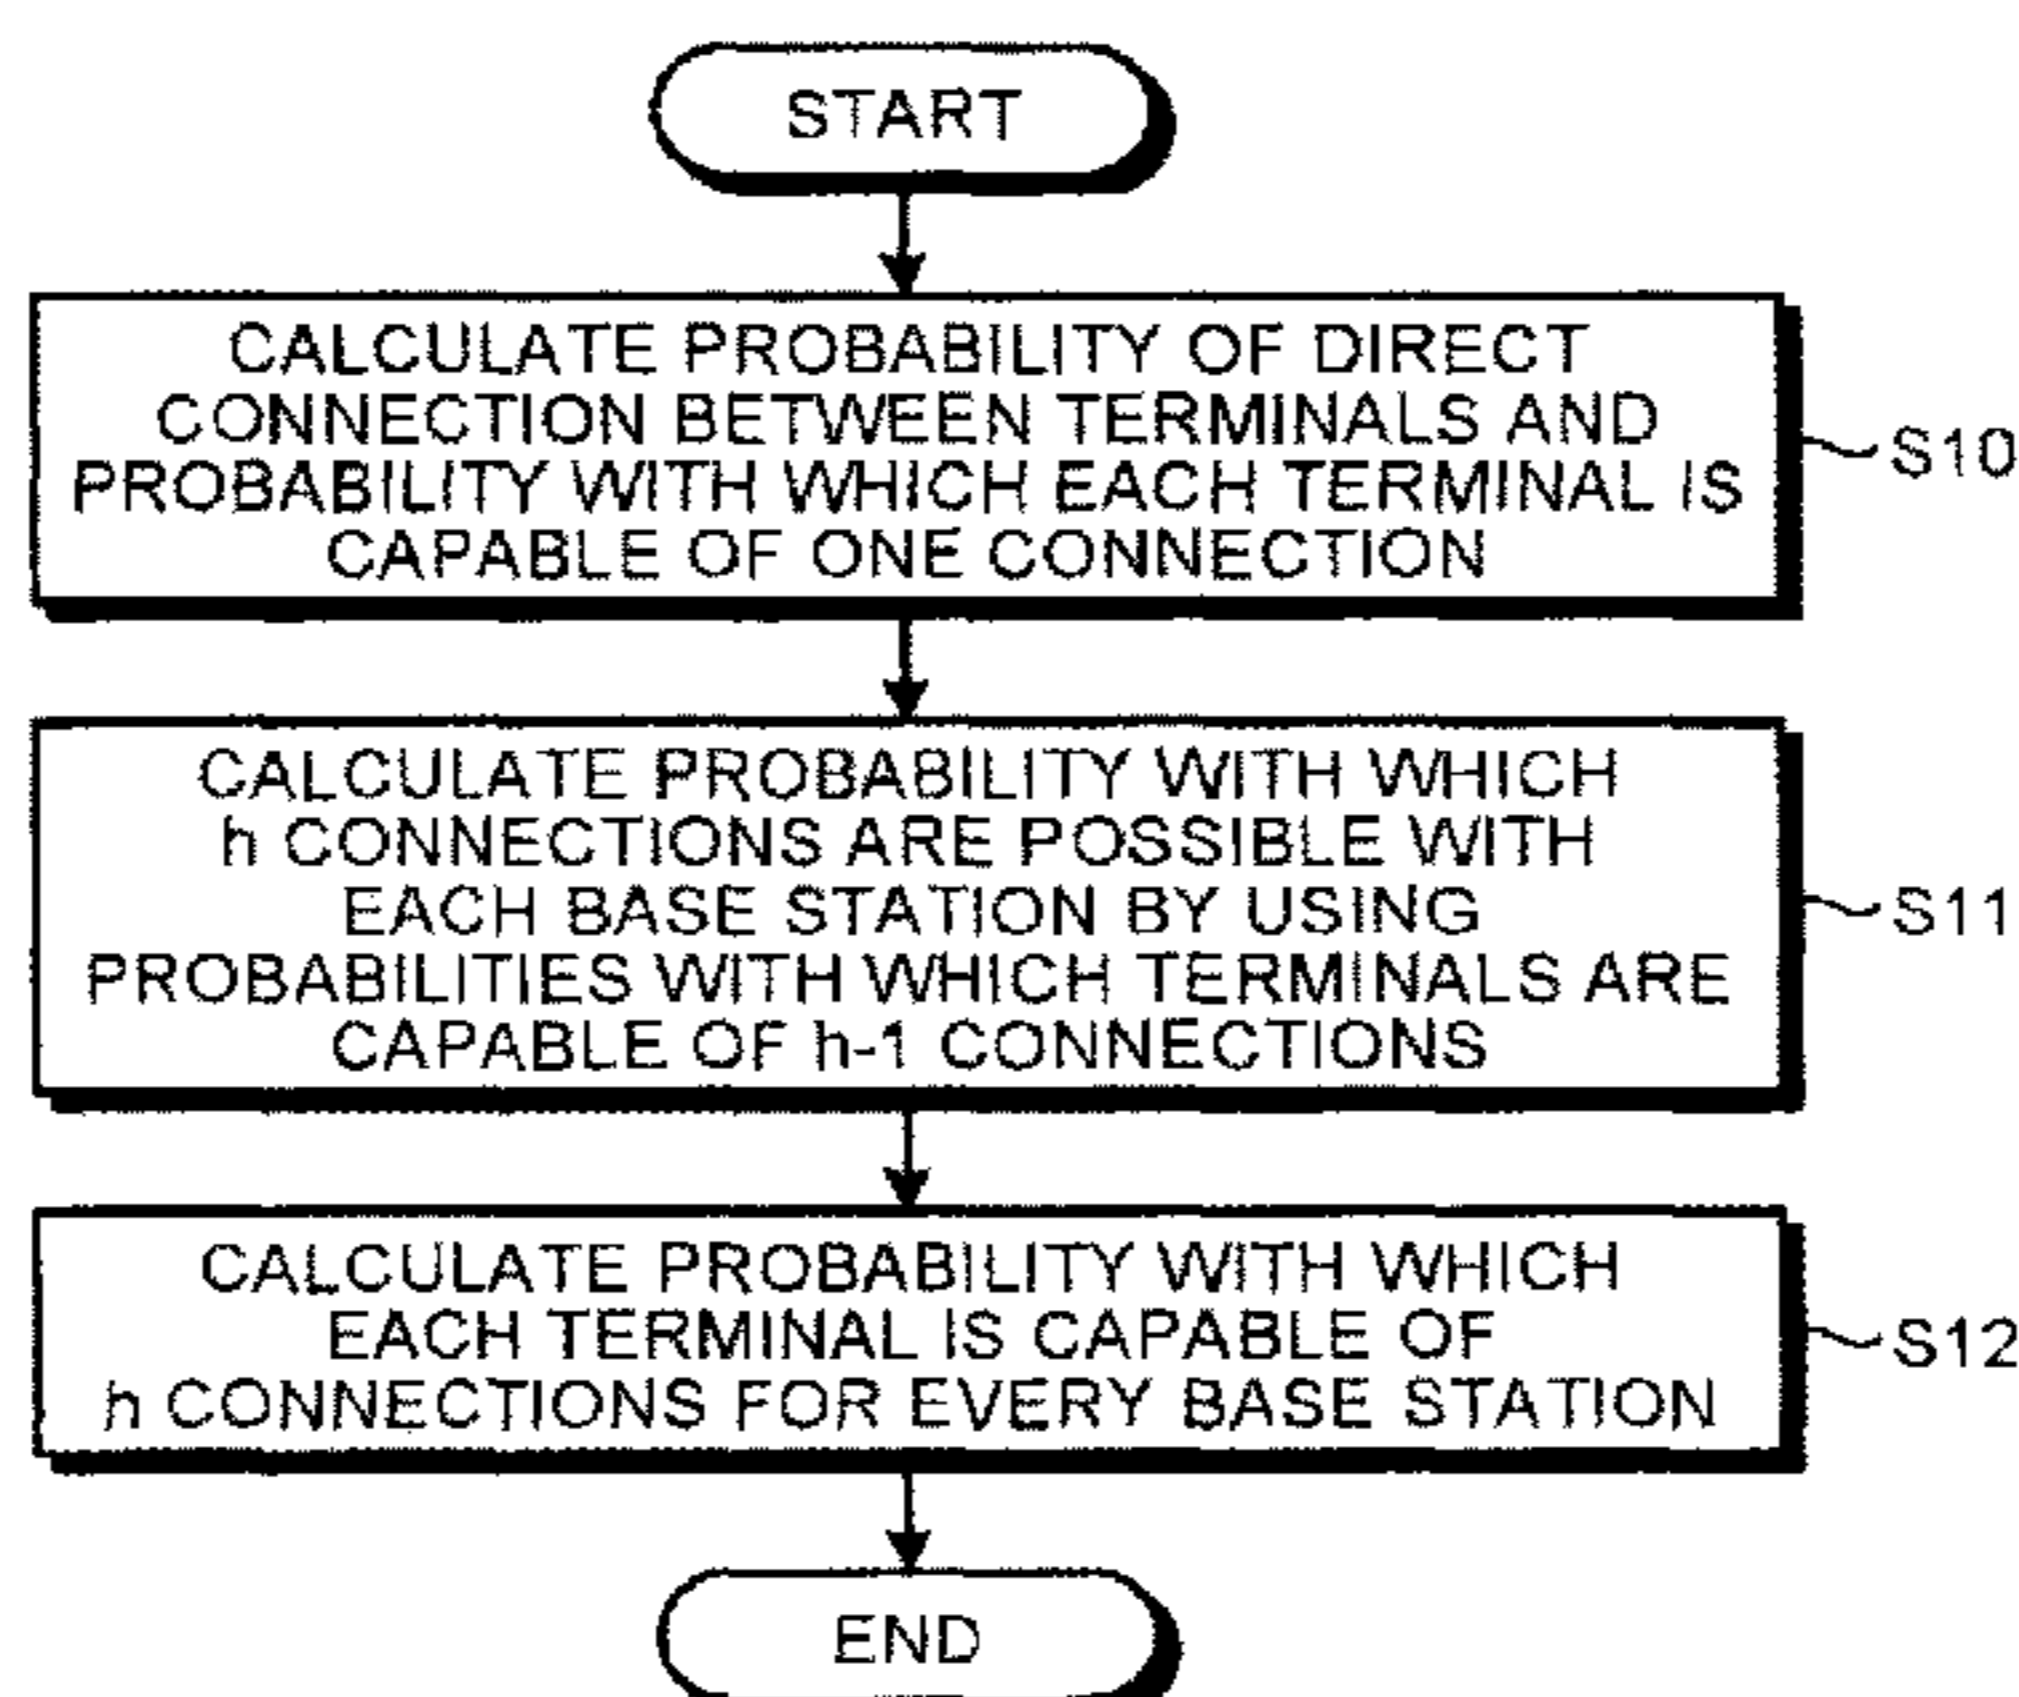 START
CALCULATE PROBABILITY OF DIRECT
CONNECTION BETWEEN TERMINALS AND
PROBABILITY WITH WHICH EACH TERMINAL IS
CAPABLE OF ONE CONNECTION
S10
CALCULATE PROBABILITY WITH WHICH
h CONNECTIONS ARE POSSIBLE WITH
EACH BASE STATION BY USING
PROBABILITIES WITH WHICH TERMINALS ARE
CAPABLE OF h-1 CONNECTIONS
S11
CALCULATE PROBABILITY WITH WHICH
EACH TERMINAL IS CAPABLE OF
h CONNECTIONS FOR EVERY BASE STATION
S12
END